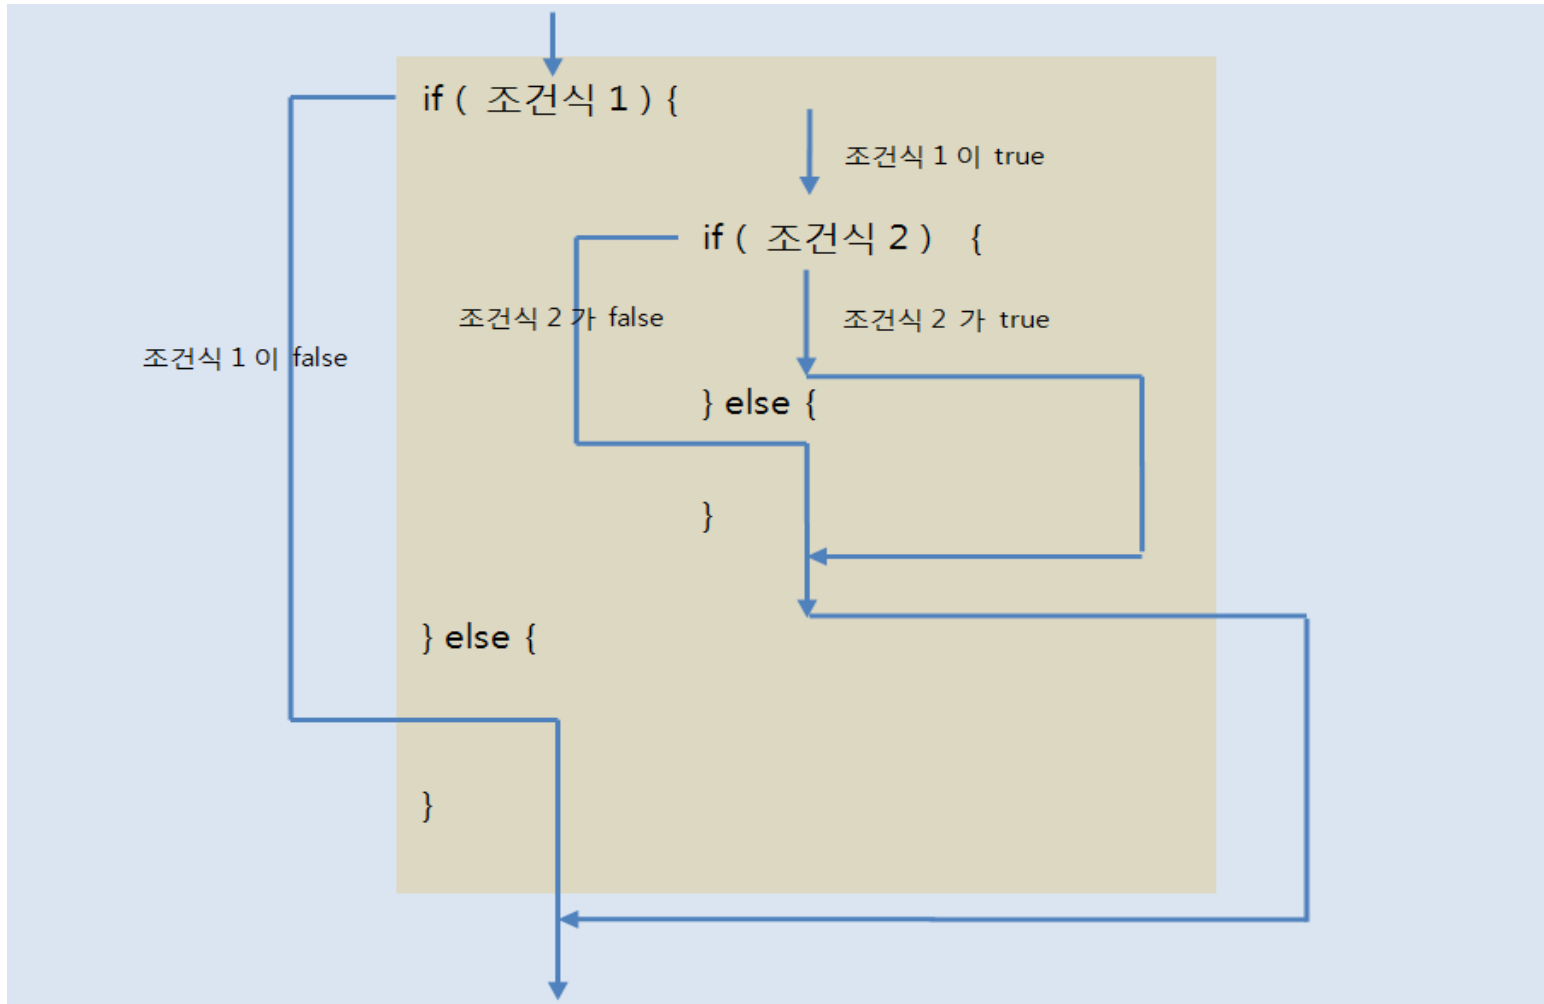 if ( 조건식 1 ) {
조건식 1 이 true
if ( 조건식 2 ) {
조건식 2 가 false
조건식 2 가 true
조건식 1 이 false
} else {
}
} else {
}